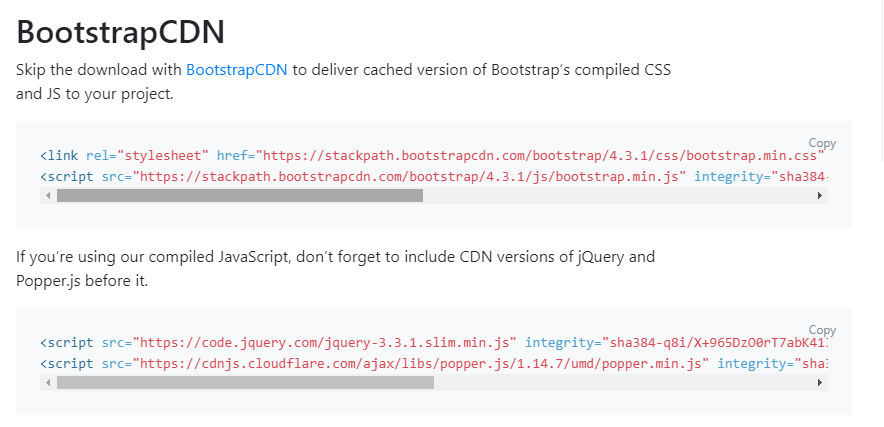 BootstrapCDN
Skip the download with BootstrapCDN to deliver cached version of Bootstrap's compiled CSS
and JS to your project.
Copy
<link rel="stylesheet" href="https://stackpath.bootstrapcdn.com/bootstrap/4.3.1/css/bootstrap.min.css"
<script src="https://stackpath.bootstrapcdn.com/bootstrap/4.3.1/js/bootstrap.min.js" integrity="sha384-
If you're using our compiled JavaScript, don't forget to include CDN versions of jQuery and
Popper.js before it.
Copy
<script src="https://code.jquery.com/jquery-3.3.1.slim.min.js" integrity="sha384-q8i/X+965DzO0rT7abK41
<script src="https://cdnjs.cloudflare.com/ajax/libs/popper.js/1.14.7/umd/popper.min.js" integrity="sha3